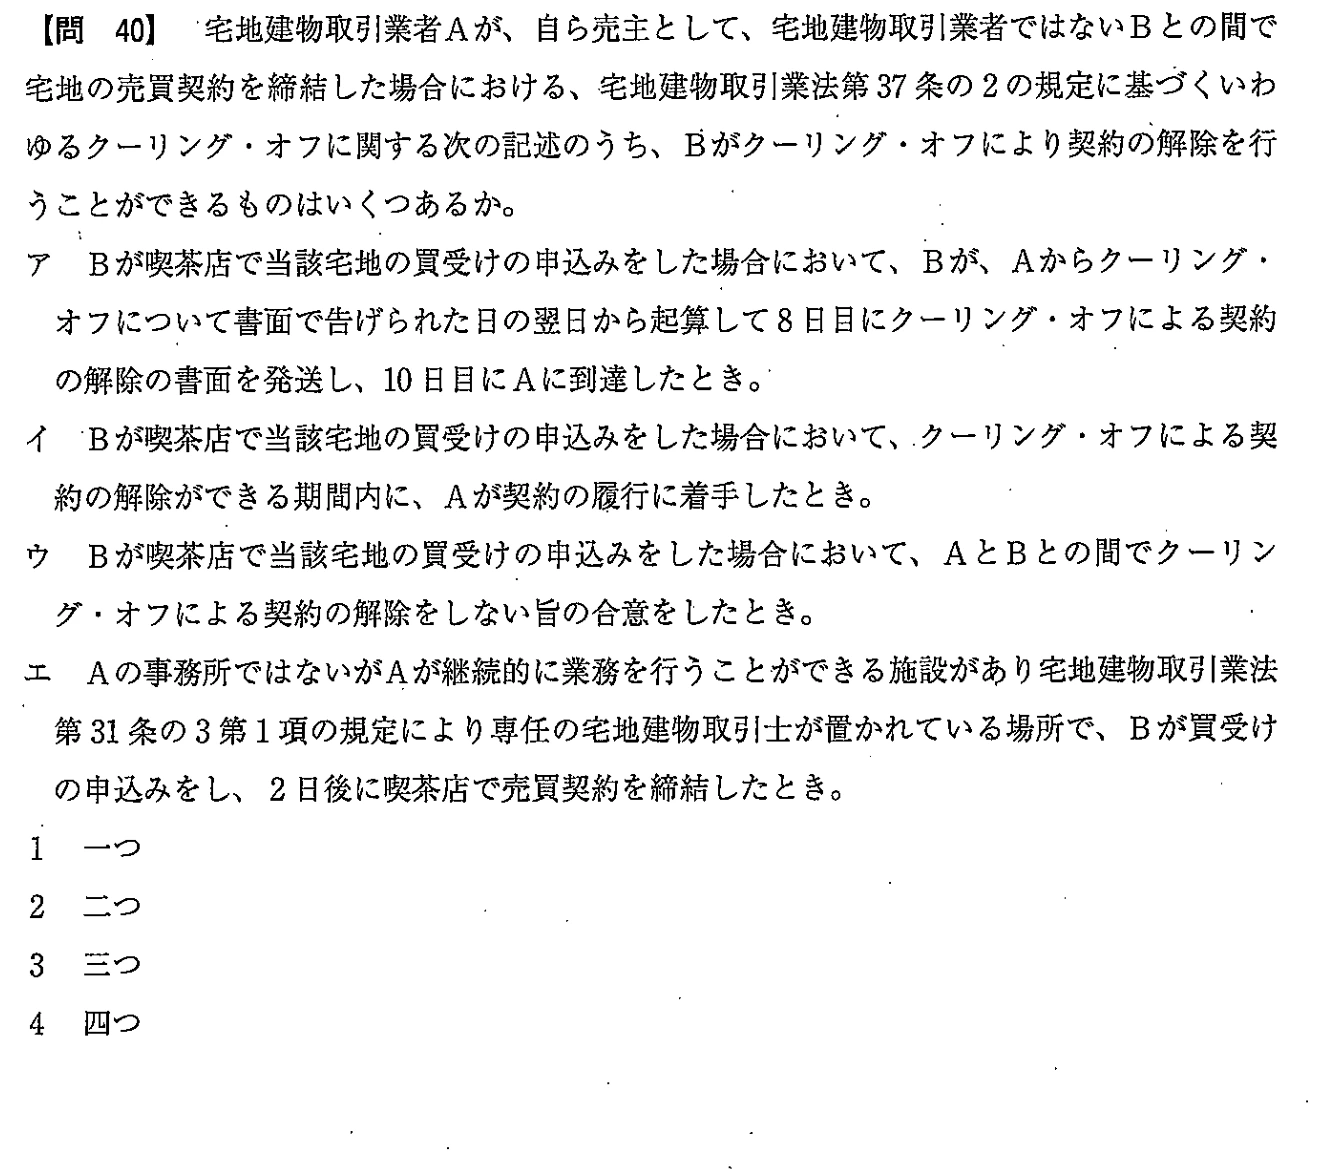 【問　40】　宅地建物取引業者Ａが、自ら売主として、宅地建物取引業者ではないＢとの間で
宅地の売買契約を締結した場合における、宅地建物取引業法第 37 条の２の規定に基づくいわ
ゆるクーリング・オフに関する次の記述のうち、Ｂがクーリング・オフにより契約の解除を行
うことができるものはいくつあるか。
ア　Ｂが喫茶店で当該宅地の買受けの申込みをした場合において、Ｂが、Ａからクーリング・
オフについて書面で告げられた日の翌日から起算して８日目にクーリング・オフによる契約
の解除の書面を発送し、10 日目にＡに到達したとき。
イ　Ｂが喫茶店で当該宅地の買受けの申込みをした場合において、クーリング・オフによる契
約の解除ができる期間内に、Ａが契約の履行に着手したとき。
ウ　Ｂが喫茶店で当該宅地の買受けの申込みをした場合において、ＡとＢとの間でクーリン
グ・オフによる契約の解除をしない旨の合意をしたとき。
エ　Ａの事務所ではないがＡが継続的に業務を行うことができる施設があり宅地建物取引業法
第 31 条の３第１項の規定により専任の宅地建物取引士が置かれている場所で、Ｂが買受け
の申込みをし、２日後に喫茶店で売買契約を締結したとき。
１　一つ
２　二つ
３　三つ
４　四つ